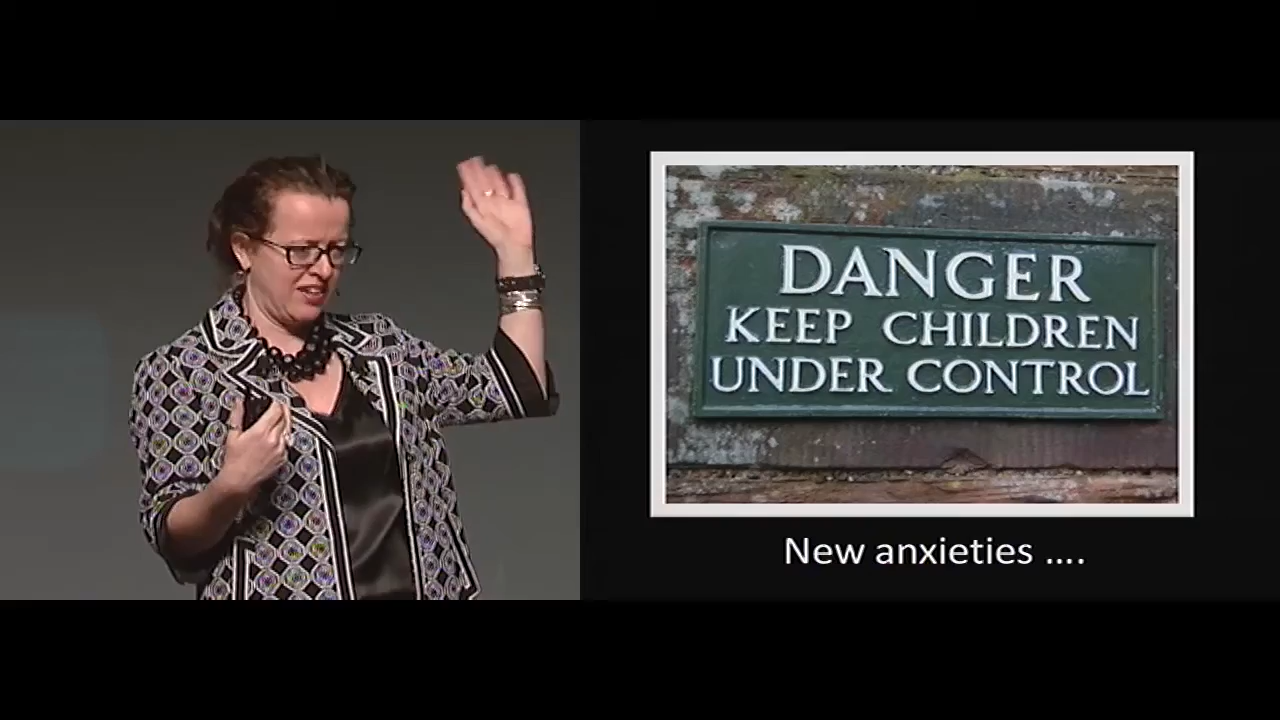 DANGER
KEEP CHILDREN
UNDER CONTROL
New anxieties ....